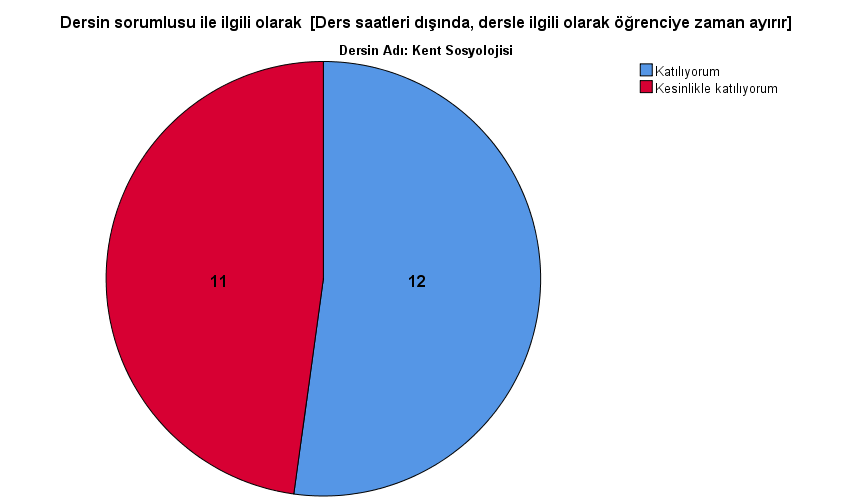 Dersin sorumlusu ile ilgili olarak [Ders saatleri dışında, dersle ilgili olarak öğrenciye zaman ayırır]
Dersin Adı: Kent Sosyolojisi
Katılıyorum
Kesinlikle katılıyorum
11
12